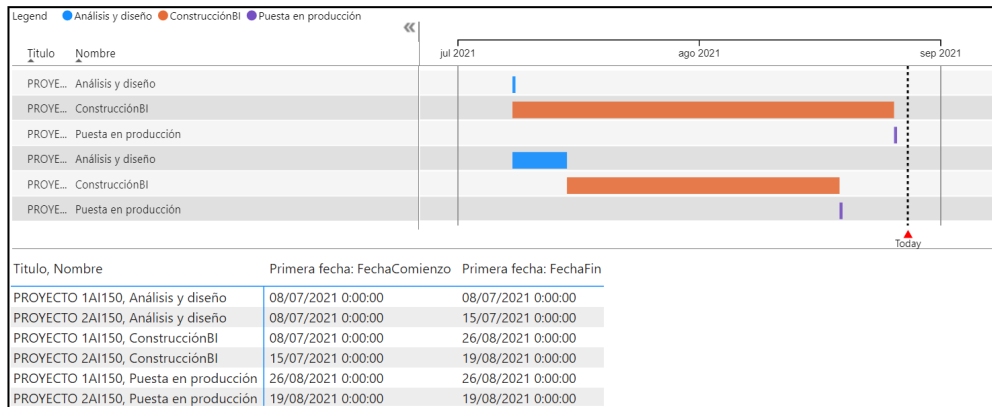 Legend Análisis y diseño ConstrucciónBI Puesta en producción
«
Titulo Nombre jul 2021 ago 2021 sep 2021
PROYE... Análisis y diseño
PROYE... ConstrucciónBI
PROYE... Puesta en producción
PROYE... Análisis y diseño
PROYE... ConstrucciónBI
PROYE... Puesta en producción
Today
Titulo, Nombre Primera fecha: FechaComienzo Primera fecha: FechaFin
PROYECTO 1AI150, Análisis y diseño 08/07/2021 0:00:00 08/07/2021 0:00:00
PROYECTO 2AI150, Análisis y diseño 08/07/2021 0:00:00 15/07/2021 0:00:00
PROYECTO 1AI150, ConstrucciónBI 08/07/2021 0:00:00 26/08/2021 0:00:00
PROYECTO 2AI150, ConstrucciónBI 15/07/2021 0:00:00 19/08/2021 0:00:00
PROYECTO 1AI150, Puesta en producción 26/08/2021 0:00:00 26/08/2021 0:00:00
PROYECTO 2AI150, Puesta en producción 19/08/2021 0:00:00 19/08/2021 0:00:00